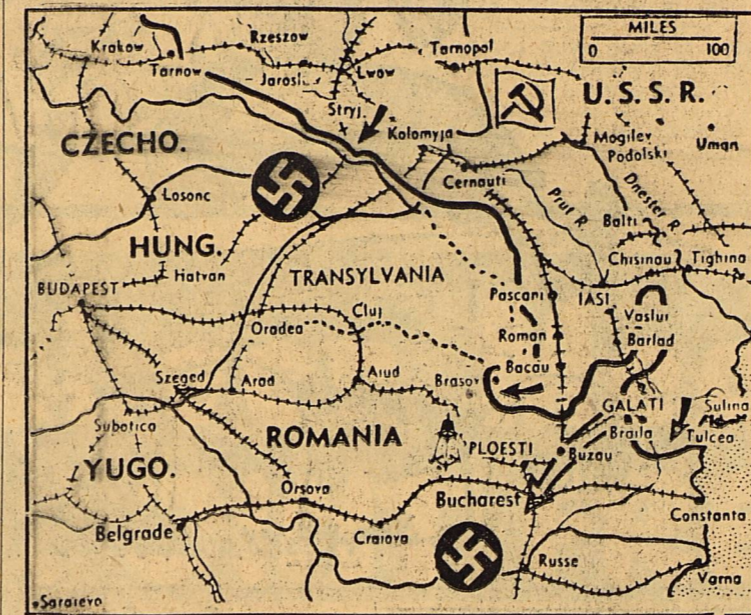 MILES
0 100
Krakow
Rzeszow
Tarnopol
Tarnow
Lwow
U. S. S. R.
Stryj
Kolomyja
CZECHO.
Mogilev
Podolski
Uman
Cernauti
Losonc
Prut R.
Dnester R.
Balti
HUNG.
Chisinau
Tighina
Hatvan
TRANSYLVANIA
BUDAPEST
Pascani
IASI
Vaslui
Cluj
Oradea
Roman
Barlad
Bacau
Szeged
Arad
Aiud
Brasov
GALATI
Sulina
Subotica
ROMANIA
Braila
Tulcea
PLOESTI
Buzau
YUGO.
Orsova
Bucharest
Constanta
Belgrade
Craiova
Russe
Varna
Sarajevo